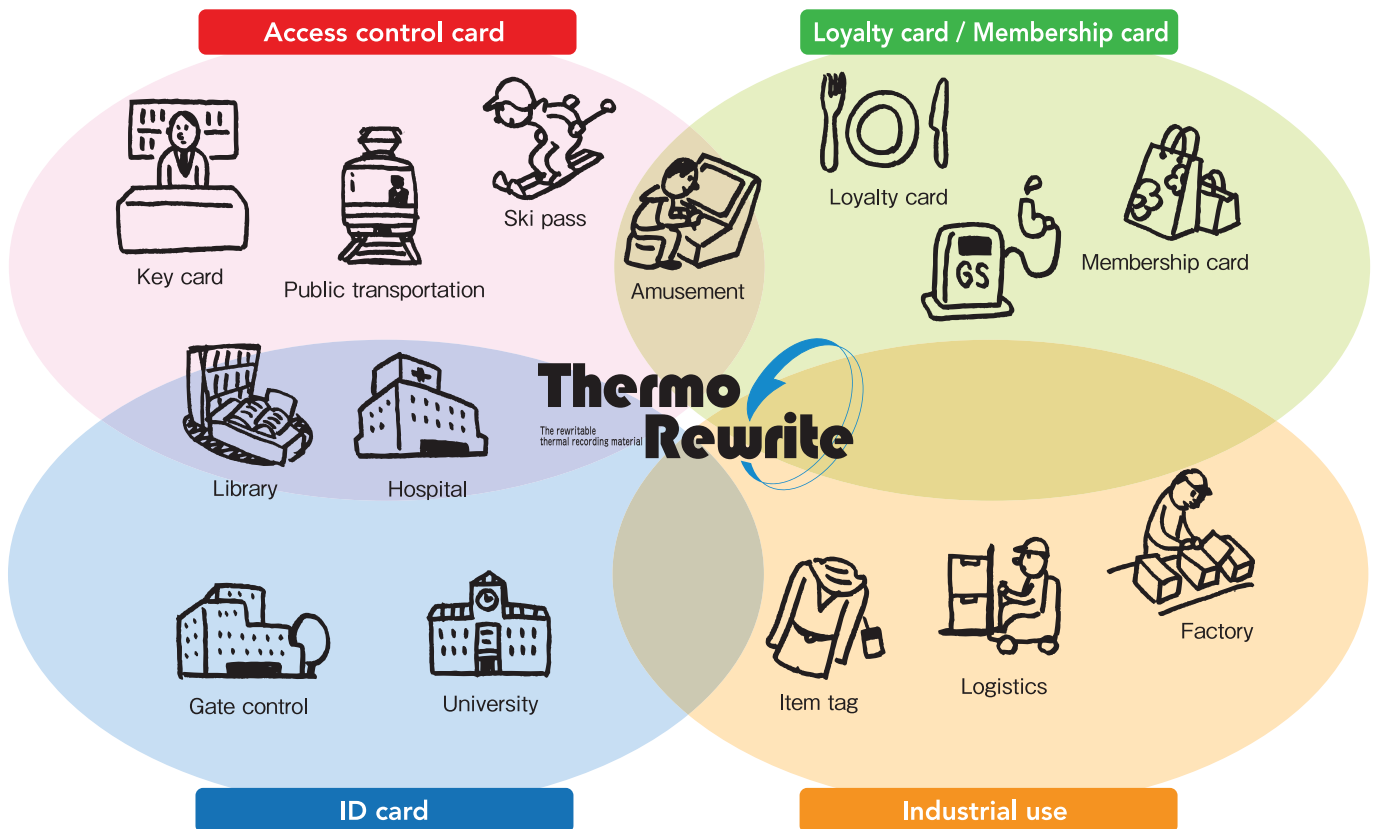 Access control card
Loyalty card / Membership card
Key card
Public transportation
Ski pass
Amusement
Loyalty card
GS
Membership card
Library
Hospital
Thermo
The rewritable
thermal recording material
Rewrite
Gate control
University
Item tag
Logistics
Factory
ID card
Industrial use